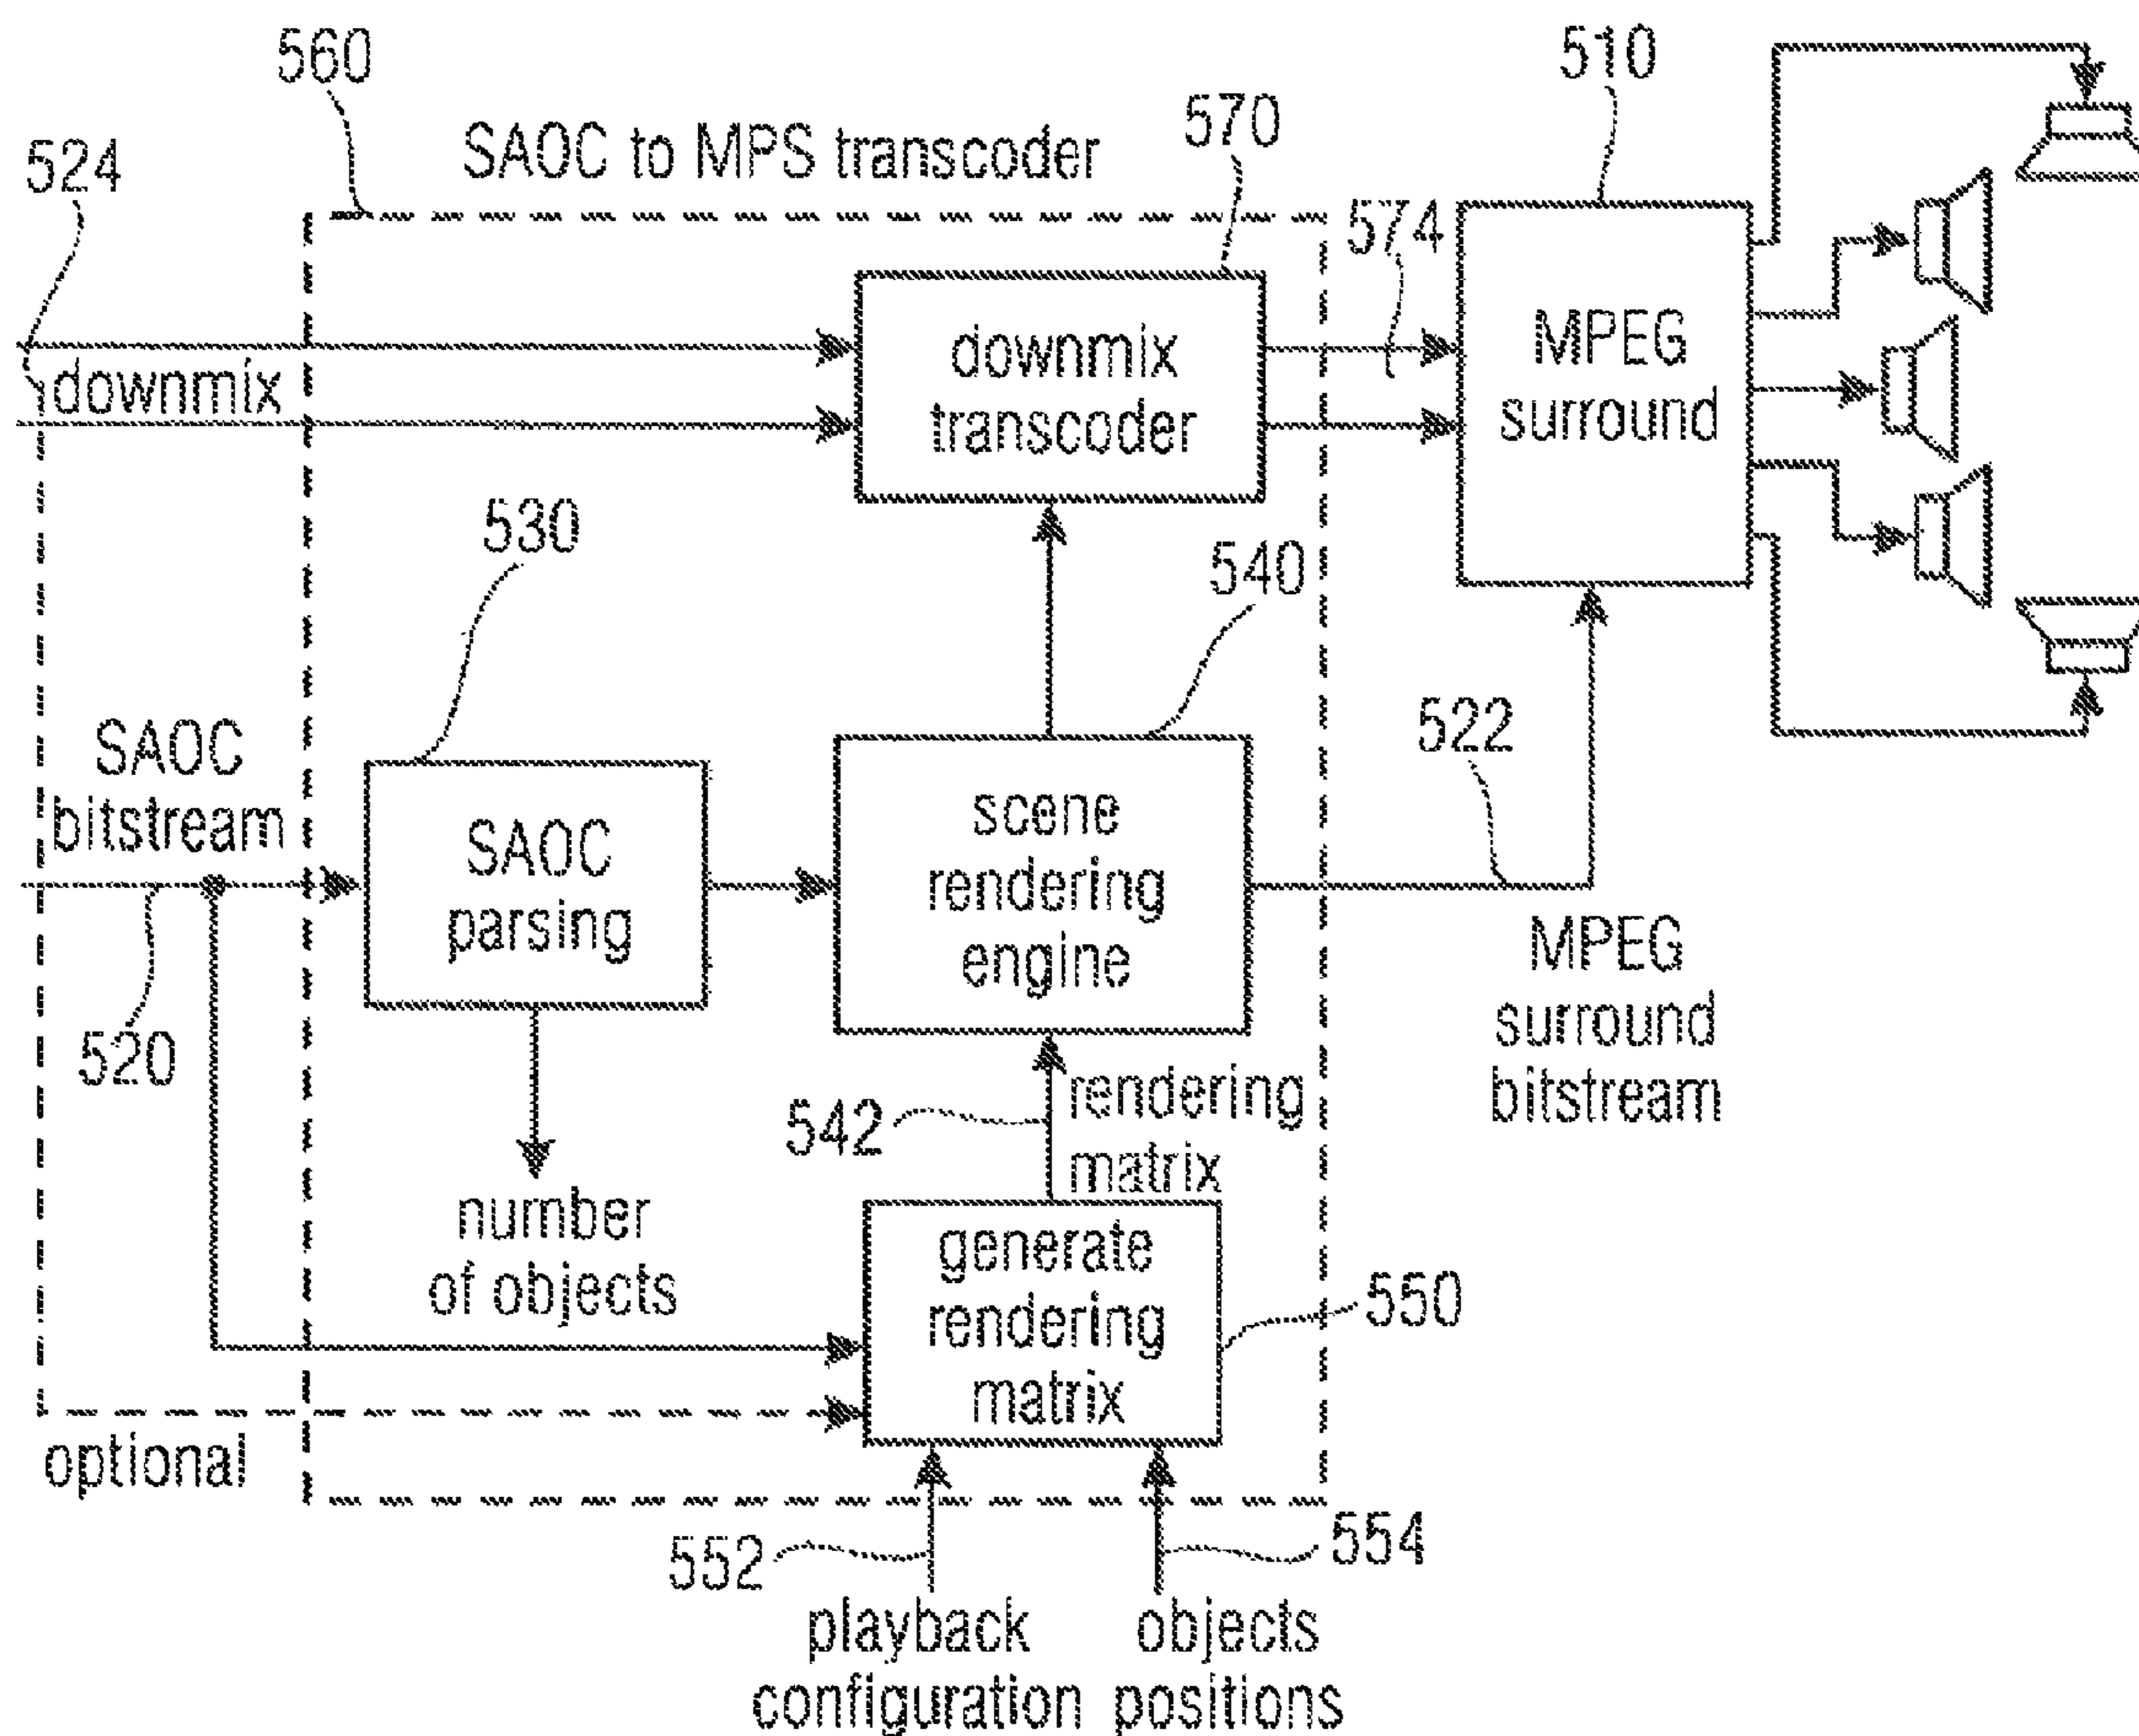 560
510
524
SAOC to MPS transcoder
570
574
downmix
downmix
transcoder
MPEG
surround
530
540
SAOC
bitstream
522
SAOC
parsing
scene
rendering
engine
520
MPEG
surround
bitstream
542
rendering
matrix
number
of objects
generate
rendering
matrix
550
optional
552
554
playback
configuration
objects
positions